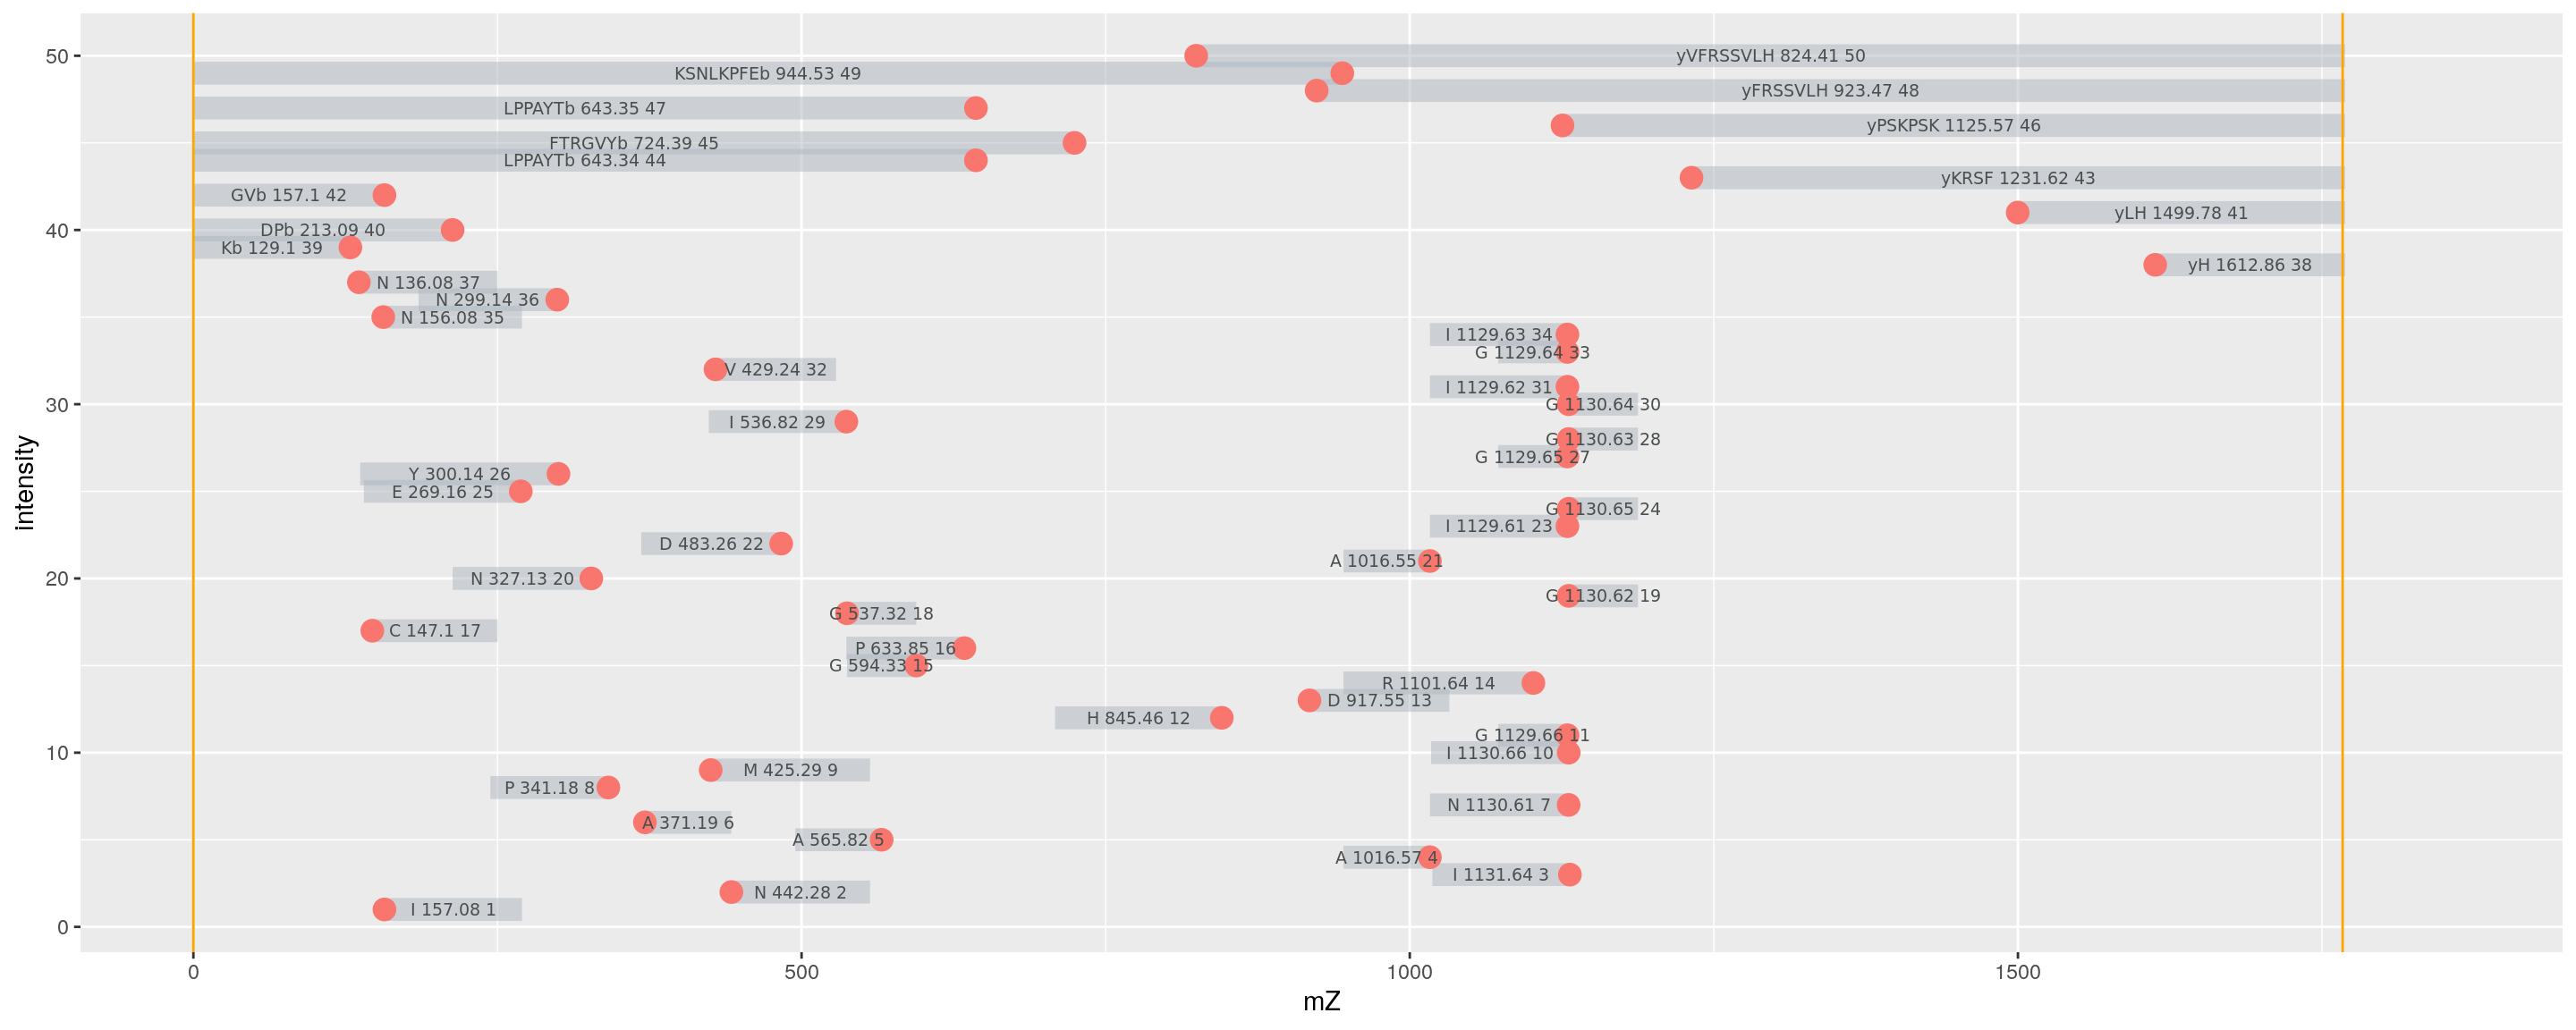 50
yVFRSSVLH 824.41 50
KSNLKPFEb 944.53 49
yFRSSVLH 923.47 48
LPPAYTb 643.35 47
yPSKPSK 1125.57 46
FTRGVYb 724.39 45
LPPAYTb 643.34 44
yKRSF 1231.62 43
GVb 157.1 42
yLH 1499.78 41
40
DPb 213.09 40
Kb 129.1 39
yH 1612.86 38
N 136.08 37
N 299.14 36
N 156.08 35
I 1129.63 34
G 1129.64 33
V 429.24 32
I 1129.62 31
30
G 1130.64 30
I 536.82 29
G 1130.63 28
G 1129.65 27
Y 300.14 26
E 269.16 25
G 1130.65 24
I 1129.61 23
D 483.26 22
A 1016.55 21
20
N 327.13 20
G 1130.62 19
G 537.32 18
C 147.1 17
P 633.85 16
G 594.33 15
R 1101.64 14
D 917.55 13
H 845.46 12
G 1129.66 11
10
I 1130.66 10
M 425.29 9
P 341.18 8
N 1130.61 7
A 371.19 6
A 565.82 5
A 1016.57 4
I 1131.64 3
N 442.28 2
I 157.08 1
0
intensity
0 500 1000 1500
mZ